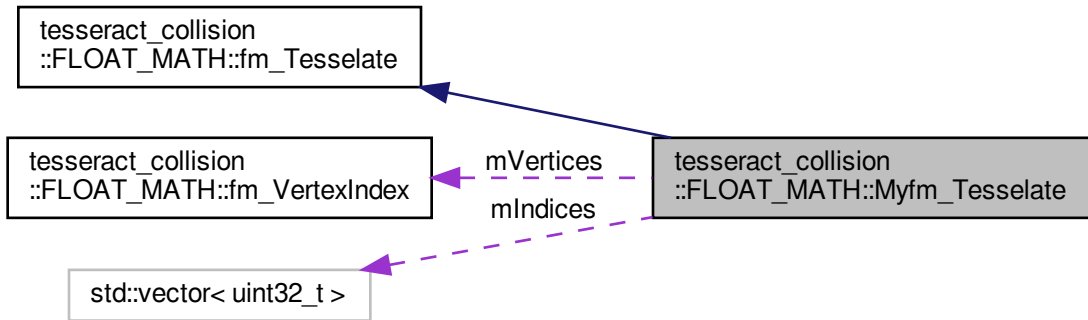 tesseract_collision
::FLOAT_MATH::fm_Tesselate
tesseract_collision
::FLOAT_MATH::fm_VertexIndex
mVertices
mIndices
tesseract_collision
::FLOAT_MATH::Myfm_Tesselate
std::vector< uint32_t >